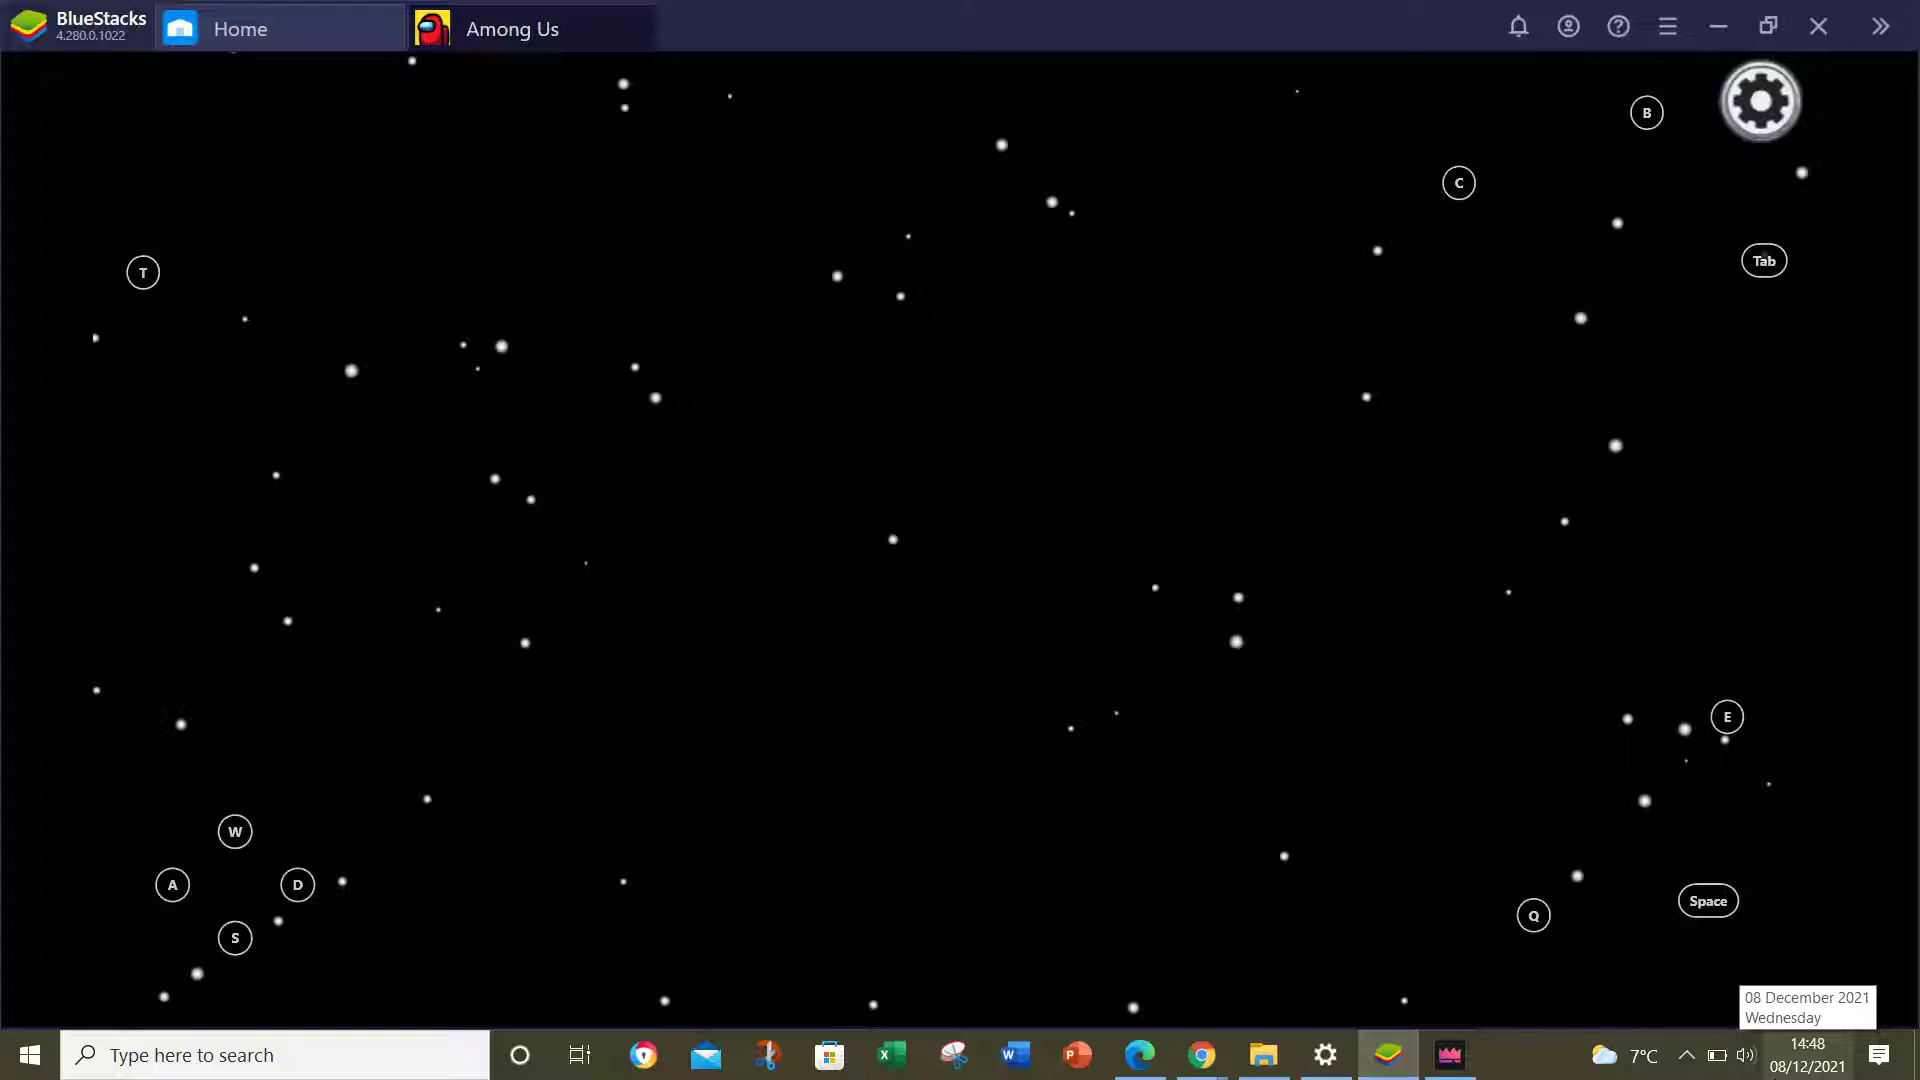 BlueStacks
4.280.0.1022
Home
Among Us
B
C
T
Tab
E
W
A
D
S
Q
Space
08 December 2021
Wednesday
Type here to search
7°C
14:48
08/12/2021